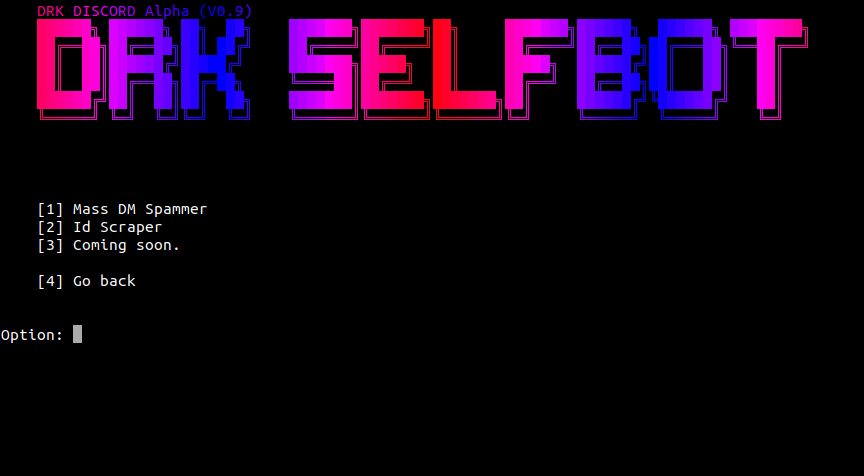 DRK DISCORD Alpha (V0.9)
DRK SELFBOT
[1] Mass DM Spammer
[2] Id Scraper
[3] Coming soon.
[4] Go back
Option: